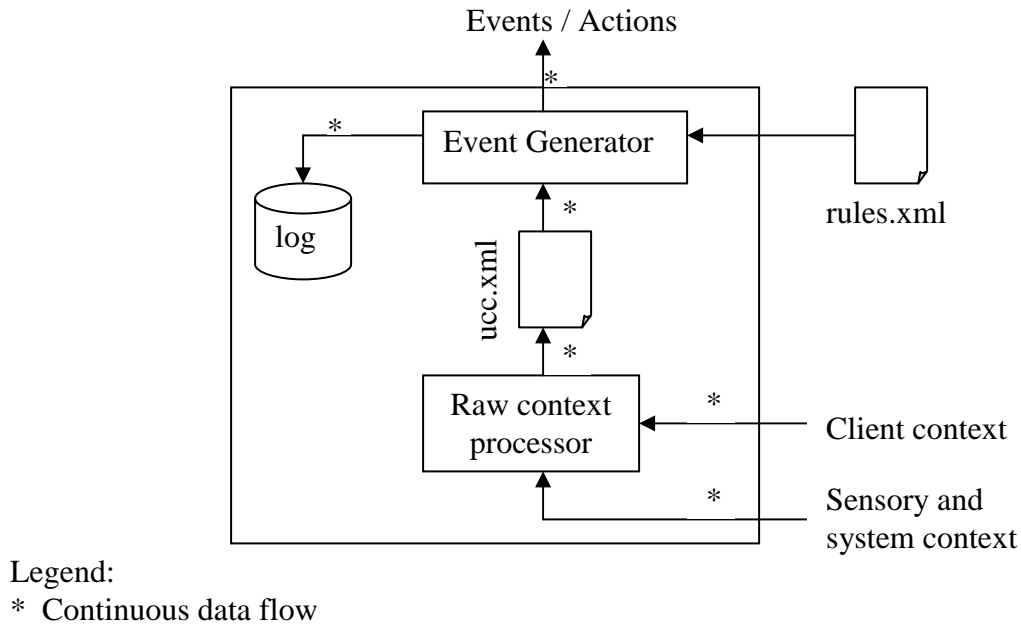 Events / Actions
*
*
Event Generator
log
*
rules.xml
ucc.xml
*
Raw context
processor
*
Client context
*
Sensory and
system context
Legend:
* Continuous data flow